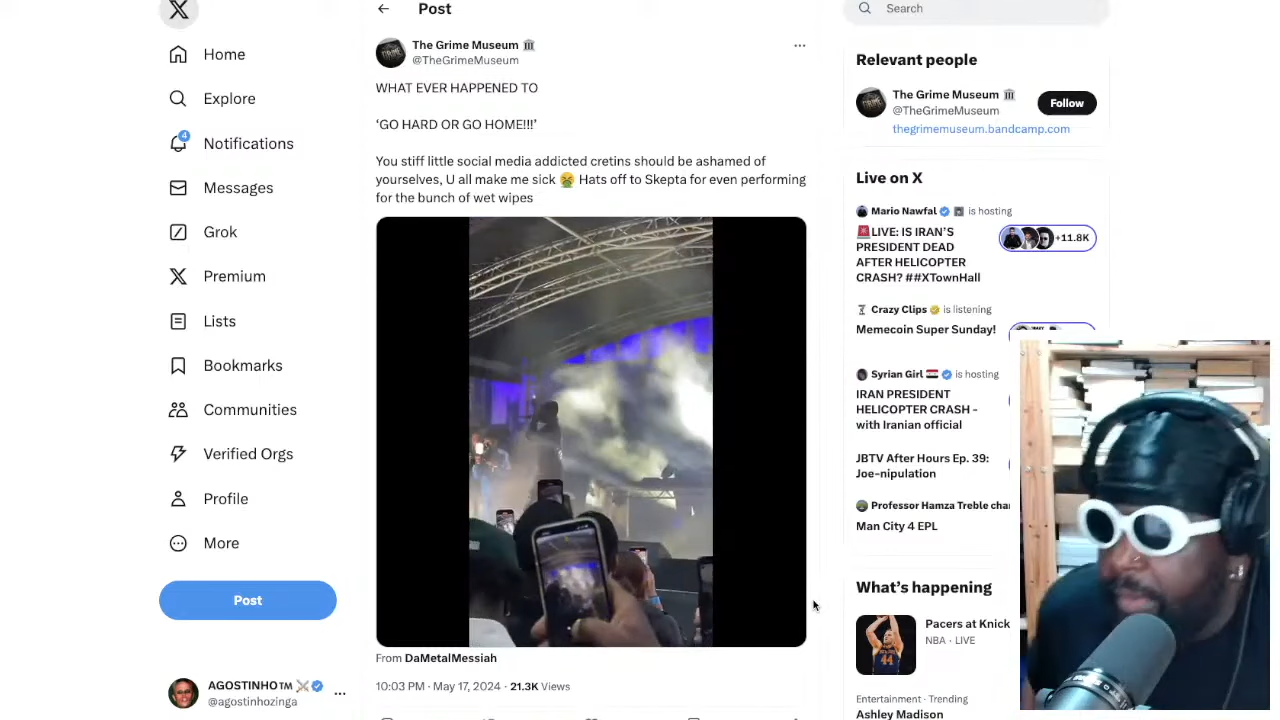 Home
Explore
4
Notifications
Messages
Grok
Premium
Lists
Bookmarks
Communities
Verified Orgs
Profile
More
Post
AGOSTINHO™
@agostinhozinga
Post
The Grime Museum
@TheGrimeMuseum
WHAT EVER HAPPENED TO
‘GO HARD OR GO HOME!!!’
You stiff little social media addicted cretins should be ashamed of
yourselves, U all make me sick 🤮 Hats off to Skepta for even performing
for the bunch of wet wipes
From DaMetalMessiah
10:03 PM · May 17, 2024 · 21.3K Views
Search
Relevant people
The Grime Museum
@TheGrimeMuseum
Follow
thegrimemuseum.bandcamp.com
Live on X
Mario Nawfal is hosting
🚨LIVE: IS IRAN’S
PRESIDENT DEAD
AFTER HELICOPTER
CRASH? ##XTownHall
+11.8K
Crazy Clips is listening
Memecoin Super Sunday!
Syrian Girl is hosting
IRAN PRESIDENT
HELICOPTER CRASH -
with Iranian official
JBTV After Hours Ep. 39:
Joe-nipulation
Professor Hamza Treble
Man City 4 EPL
What’s happening
Pacers at Knick
NBA · LIVE
Entertainment · Trending
Ashley Madison